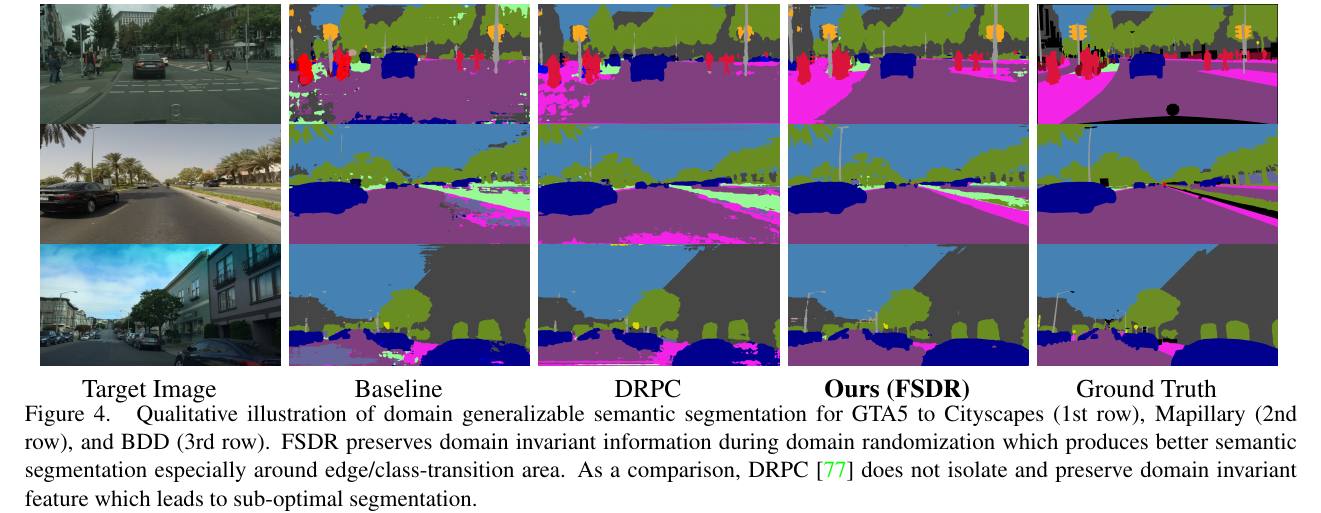 Target Image Baseline DRPC Ours (FSDR) Ground Truth
Figure 4. Qualitative illustration of domain generalizable semantic segmentation for GTA5 to Cityscapes (1st row), Mapillary (2nd
row), and BDD (3rd row). FSDR preserves domain invariant information during domain randomization which produces better semantic
segmentation especially around edge/class-transition area. As a comparison, DRPC [77] does not isolate and preserve domain invariant
feature which leads to sub-optimal segmentation.